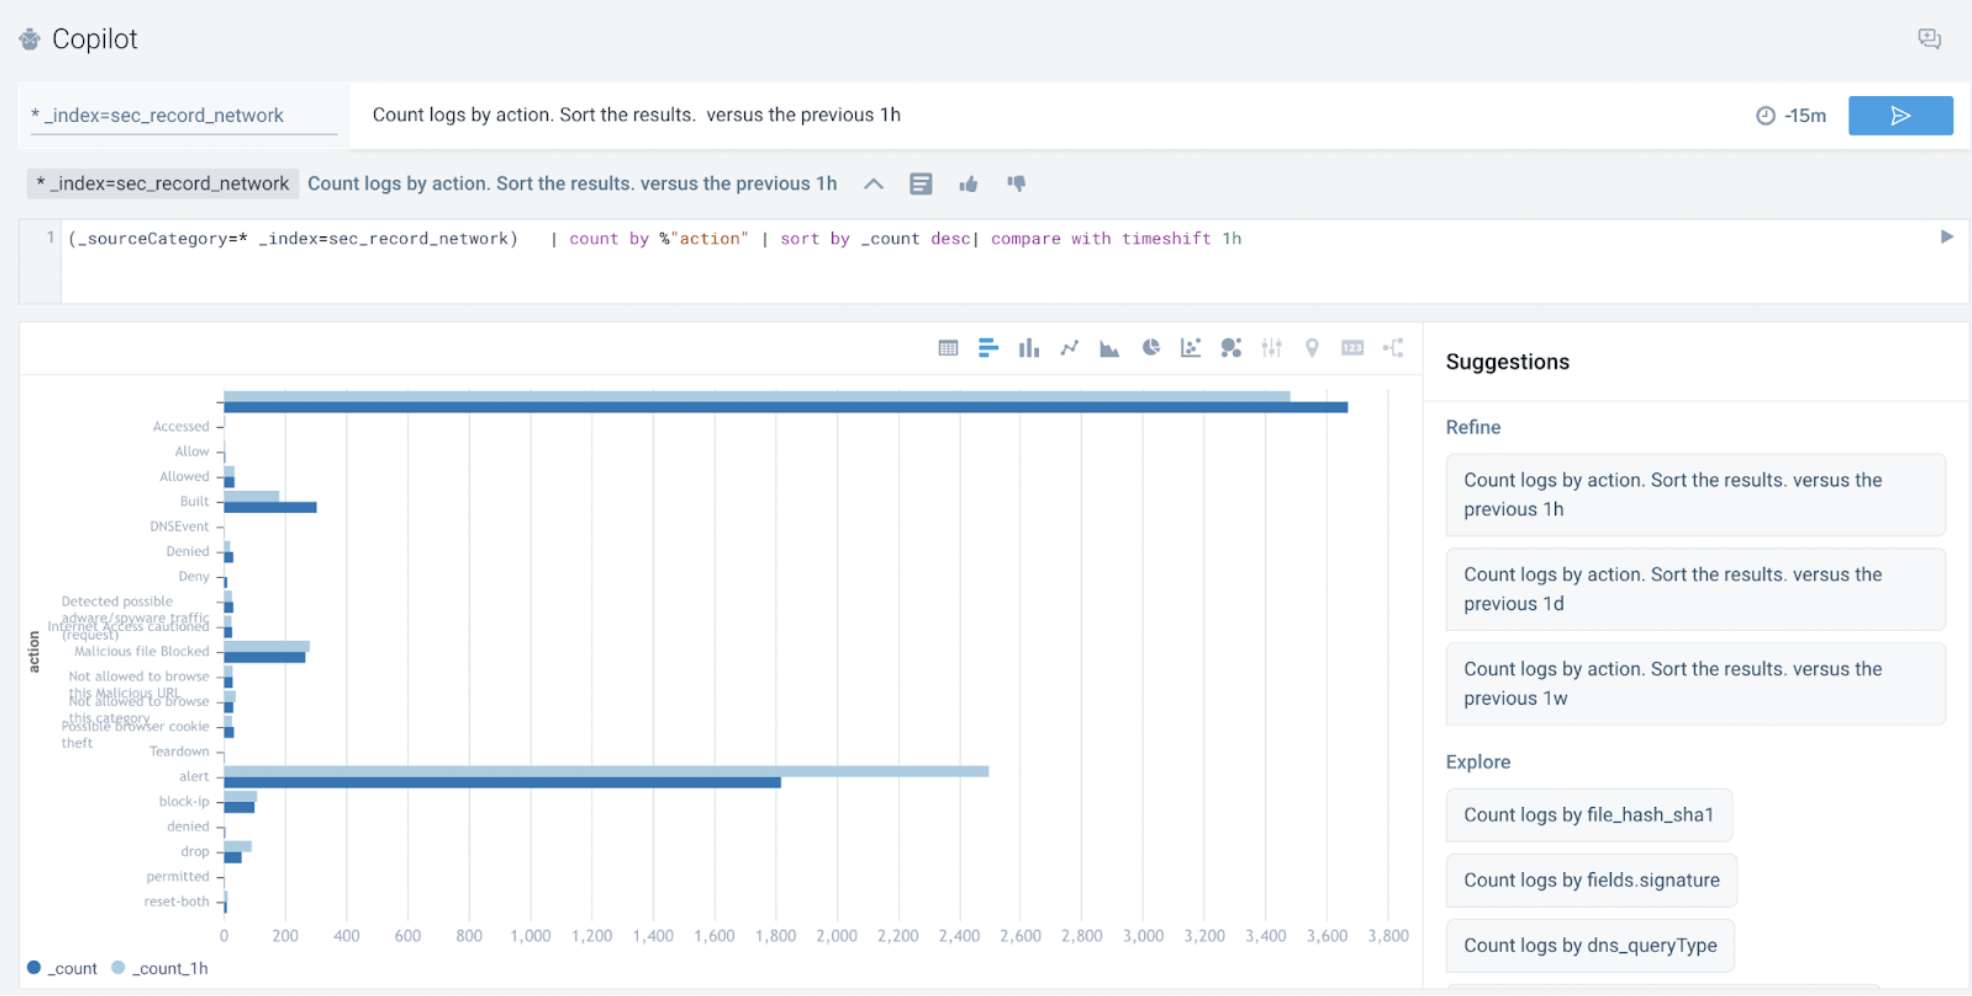 Copilot
* _index=sec_record_network
Count logs by action. Sort the results.  versus the previous 1h
-15m
* _index=sec_record_network
Count logs by action. Sort the results. versus the previous 1h
1
(_sourceCategory=* _index=sec_record_network)   | count by %"action" | sort by _count desc| compare with timeshift 1h
123
action
Accessed
Allow
Allowed
Built
DNSEvent
Denied
Deny
Detected possible
adware/spyware traffic
(request)
Internet Access cautioned
Malicious file Blocked
Not allowed to browse
this Malicious URL
Not allowed to browse
this category
Possible browser cookie
theft
Teardown
alert
block-ip
denied
drop
permitted
reset-both
0 200 400 600 800 1,000 1,200 1,400 1,600 1,800 2,000 2,200 2,400 2,600 2,800 3,000 3,200 3,400 3,600 3,800
_count _count_1h
Suggestions
Refine
Count logs by action. Sort the results. versus the
previous 1h
Count logs by action. Sort the results. versus the
previous 1d
Count logs by action. Sort the results. versus the
previous 1w
Explore
Count logs by file_hash_sha1
Count logs by fields.signature
Count logs by dns_queryType